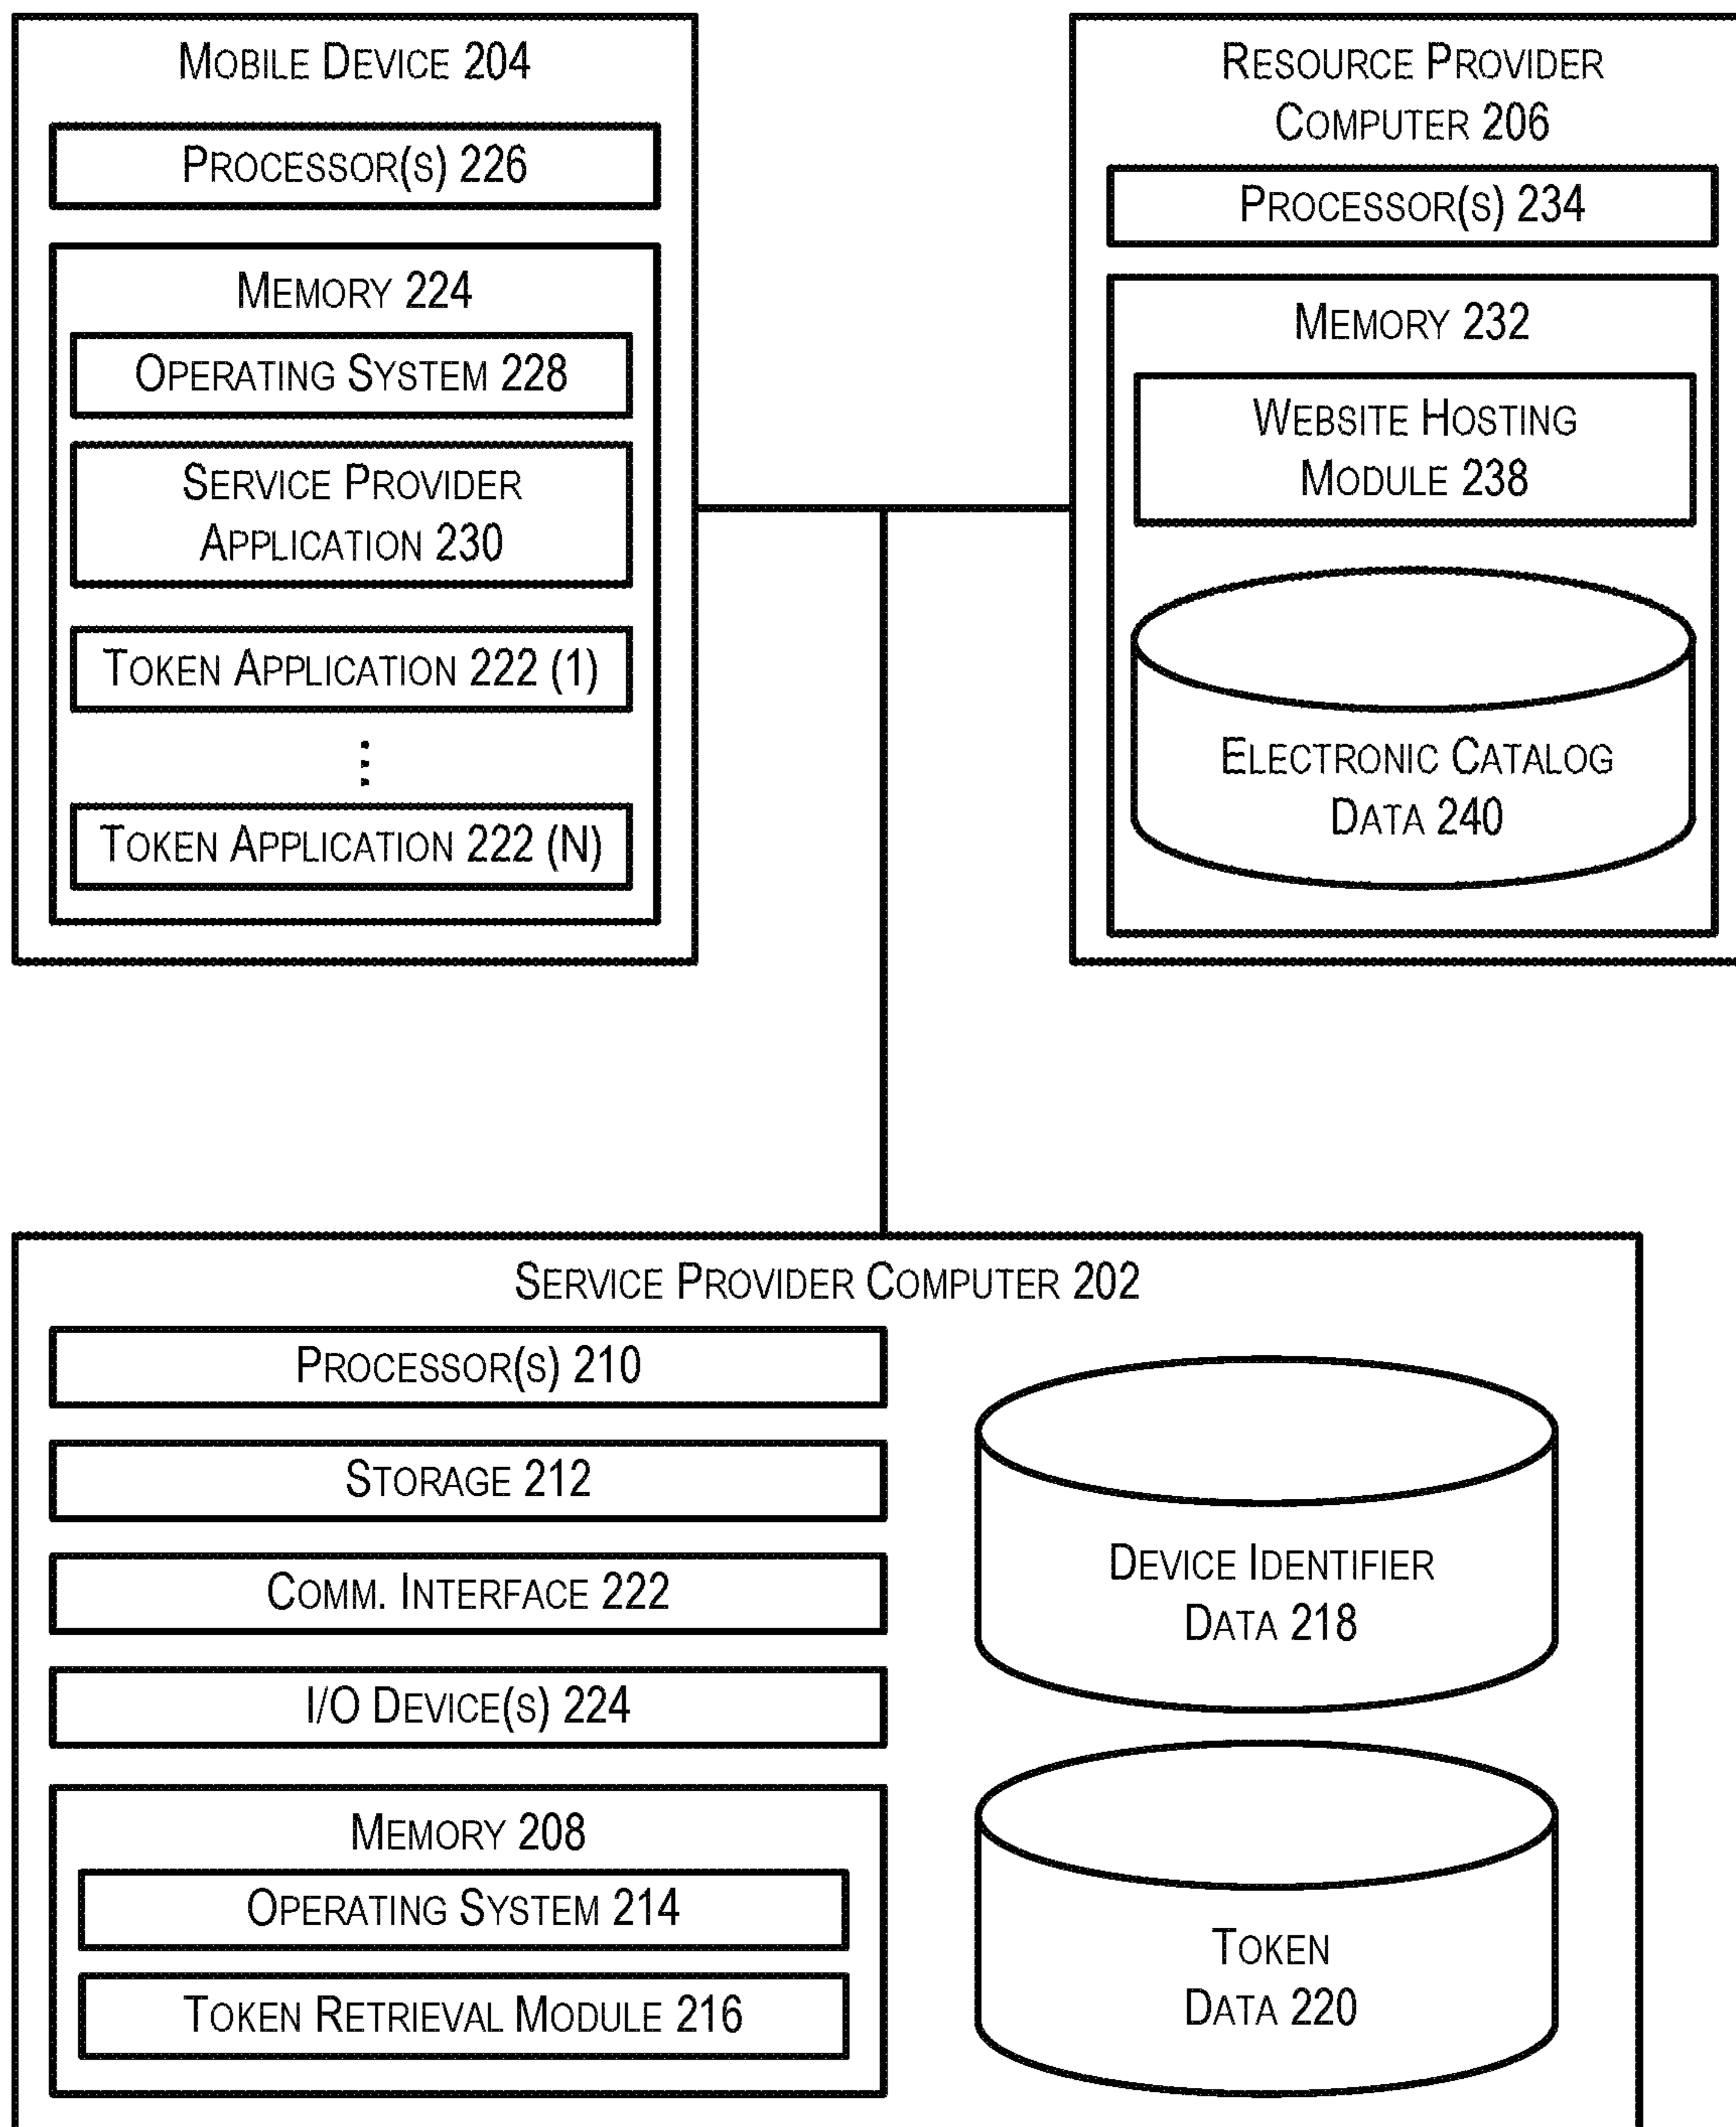 MOBILE DEVICE 204
PROCESSOR(S) 226
MEMORY 224
OPERATING SYSTEM 228
SERVICE PROVIDER
APPLICATION 230
TOKEN APPLICATION 222 (1)
⋮
TOKEN APPLICATION 222 (N)
RESOURCE PROVIDER
COMPUTER 206
PROCESSOR(S) 234
MEMORY 232
WEBSITE HOSTING
MODULE 238
ELECTRONIC CATALOG
DATA 240
SERVICE PROVIDER COMPUTER 202
PROCESSOR(S) 210
STORAGE 212
COMM. INTERFACE 222
I/O DEVICE(S) 224
MEMORY 208
OPERATING SYSTEM 214
TOKEN RETRIEVAL MODULE 216
DEVICE IDENTIFIER
DATA 218
TOKEN
DATA 220